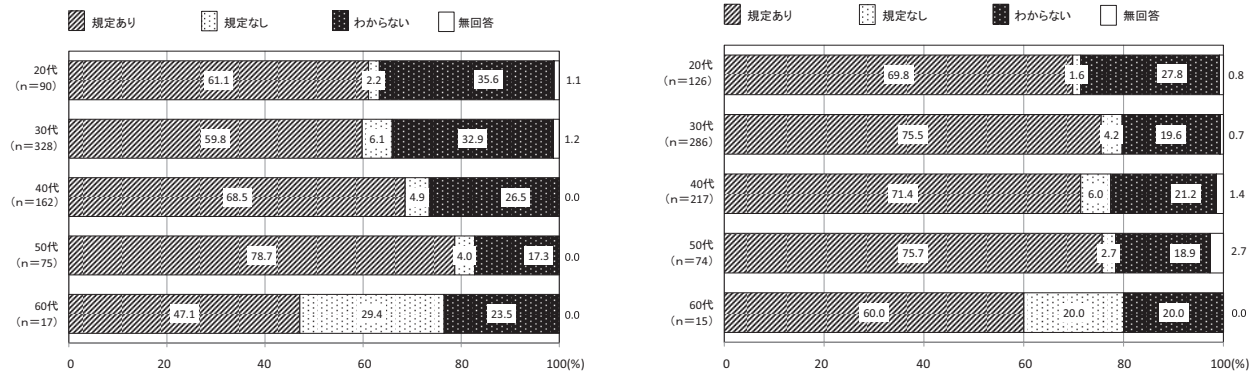 規定あり 規定なし わからない 無回答
20代
(n=90)
61.1 2.2 35.6 1.1
30代
(n=328)
59.8 6.1 32.9 1.2
40代
(n=162)
68.5 4.9 26.5 0.0
50代
(n=75)
78.7 4.0 17.3 0.0
60代
(n=17)
47.1 29.4 23.5 0.0
0 20 40 60 80 100(%)
規定あり 規定なし わからない 無回答
20代
(n=126)
69.8 1.6 27.8 0.8
30代
(n=286)
75.5 4.2 19.6 0.7
40代
(n=217)
71.4 6.0 21.2 1.4
50代
(n=74)
75.7 2.7 18.9 2.7
60代
(n=15)
60.0 20.0 20.0 0.0
0 20 40 60 80 100(%)